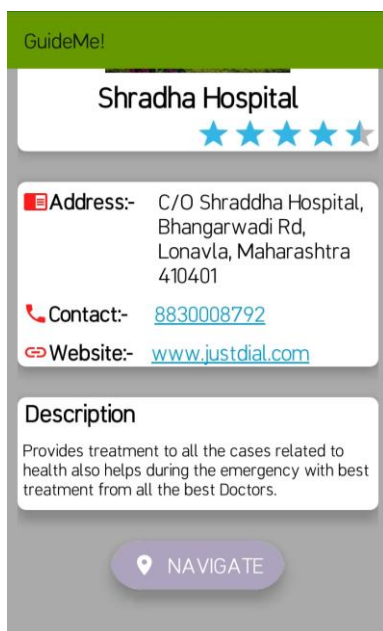 GuideMe!
Shradha Hospital
Address:- C/O Shraddha Hospital,
Bhangarwadi Rd,
Lonavla, Maharashtra
410401
Contact:- 8830008792
Website:- www.justdial.com
Description
Provides treatment to all the cases related to
health also helps during the emergency with best
treatment from all the best Doctors.
NAVIGATE